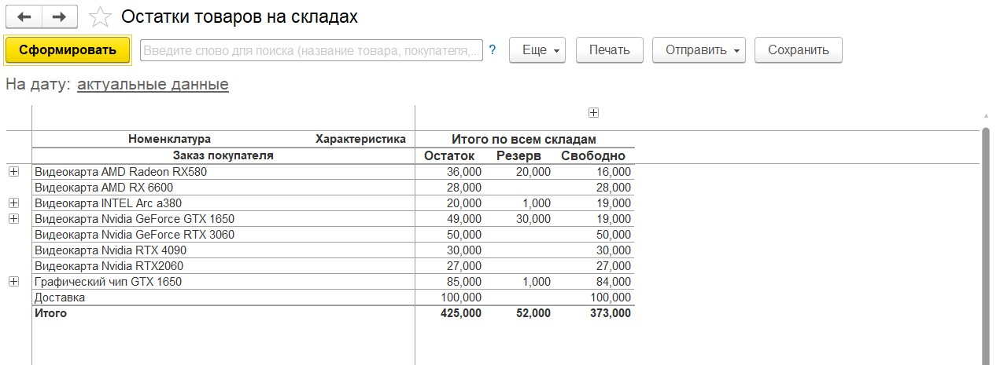 Остатки товаров на складах
Сформировать Введите слово для поиска (название товара, покупателя,... ? Еще Печать Отправить Сохранить
На дату: актуальные данные
Номенклатура Характеристика Итого по всем складам
Заказ покупателя Остаток Резерв Свободно
Видеокарта AMD Radeon RX580 36,000 20,000 16,000
Видеокарта AMD RX 6600 28,000 28,000
Видеокарта INTEL Arc a380 20,000 1,000 19,000
Видеокарта Nvidia GeForce GTX 1650 49,000 30,000 19,000
Видеокарта Nvidia GeForce RTX 3060 50,000 50,000
Видеокарта Nvidia RTX 4090 30,000 30,000
Видеокарта Nvidia RTX2060 27,000 27,000
Графический чип GTX 1650 85,000 1,000 84,000
Доставка 100,000 100,000
Итого 425,000 52,000 373,000